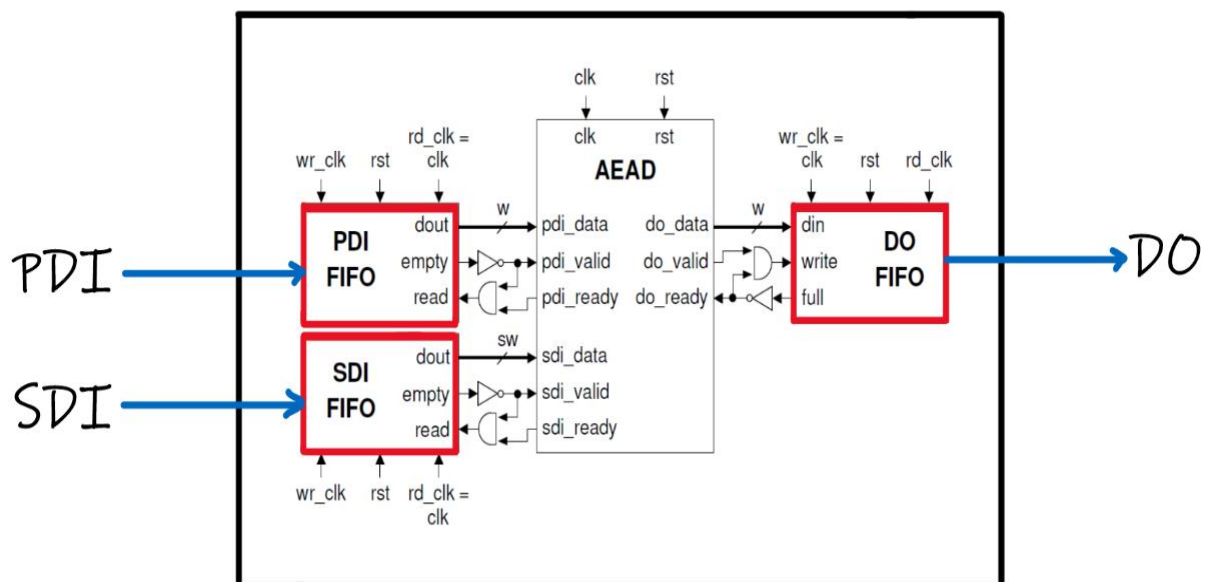 clk rst
rd_clk =
wr_clk rst clk
clk rst
AEAD
wr_clk =
clk rst rd_clk
PDI
PDI
FIFO
dout
empty
read
w
pdi_data
pdi_valid
pdi_ready
do_data
do_valid
do_ready
w
din
write
full
DO
FIFO
DO
SDI
SDI
FIFO
dout
empty
read
sw
sdi_data
sdi_valid
sdi_ready
wr_clk rst rd_clk =
clk